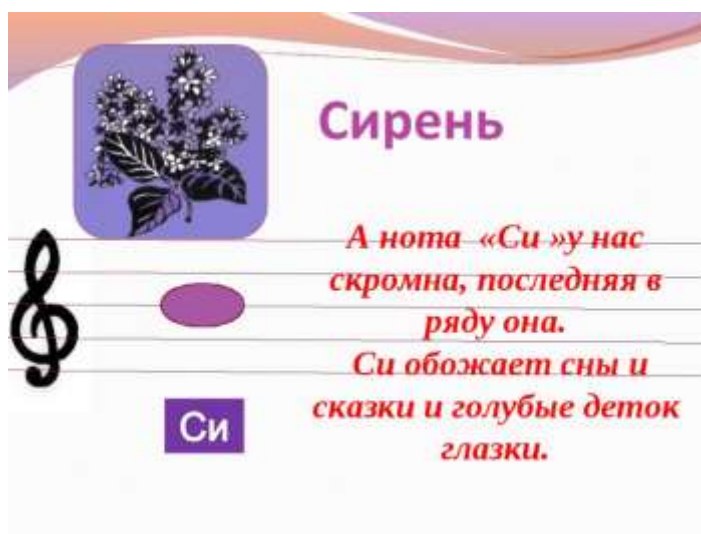 Сирень
А нота «Си »у нас
скромна, последняя в
ряду она.
Си обожает сны и
сказки и голубые деток
глазки.
Си